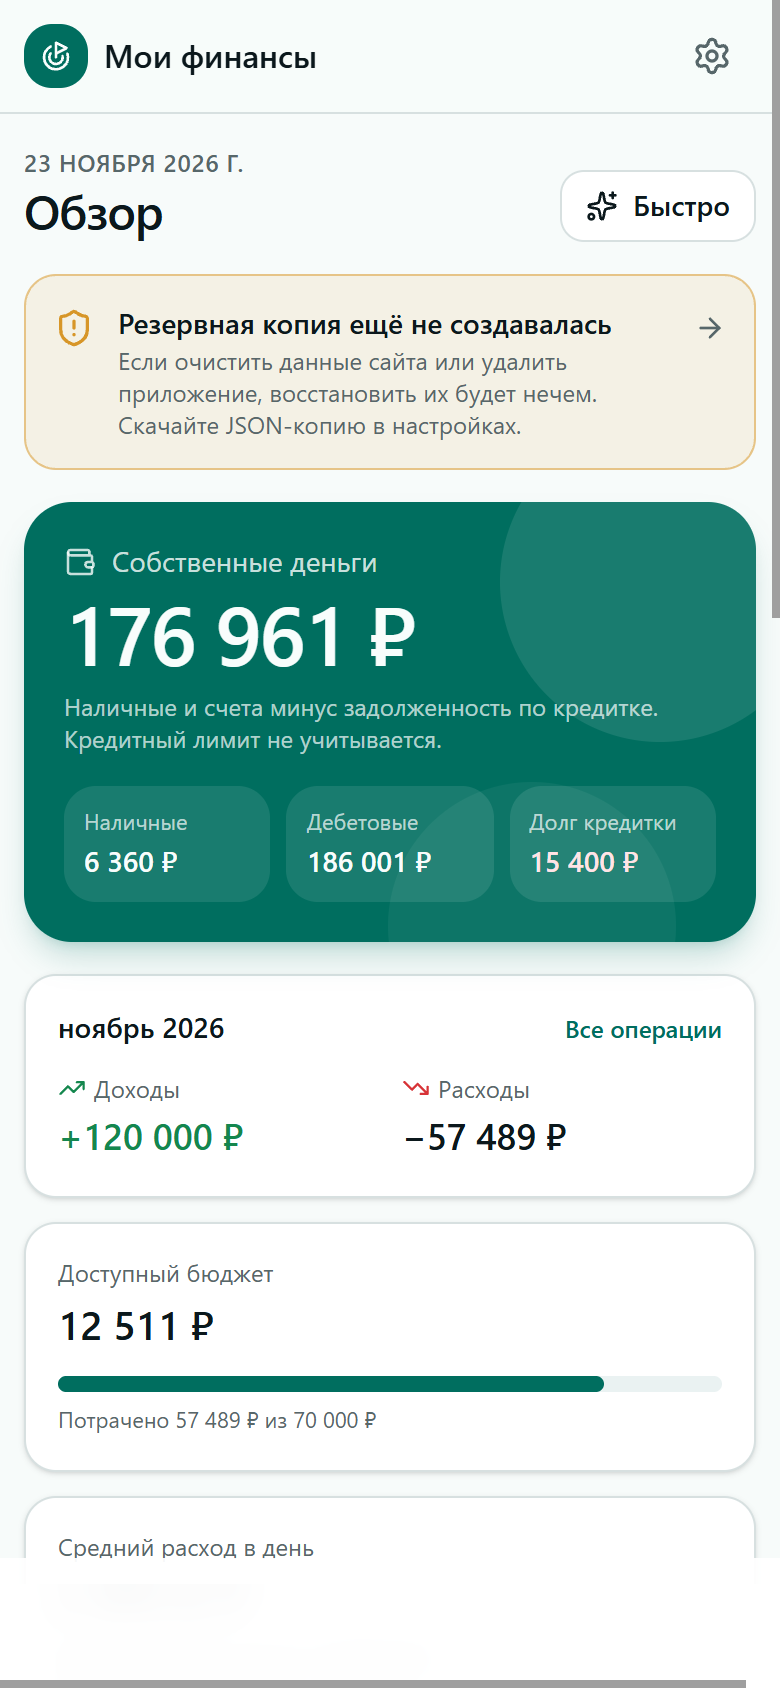 Мои финансы
23 НОЯБРЯ 2026 Г.
Обзор
Быстро
Резервная копия ещё не создавалась
Если очистить данные сайта или удалить
приложение, восстановить их будет нечем.
Скачайте JSON-копию в настройках.
Собственные деньги
176 961 ₽
Наличные и счета минус задолженность по кредитке.
Кредитный лимит не учитывается.
Наличные
6 360 ₽
Дебетовые
186 001 ₽
Долг кредитки
15 400 ₽
ноябрь 2026
Все операции
Доходы
+120 000 ₽
Расходы
−57 489 ₽
Доступный бюджет
12 511 ₽
Потрачено 57 489 ₽ из 70 000 ₽
Средний расход в день